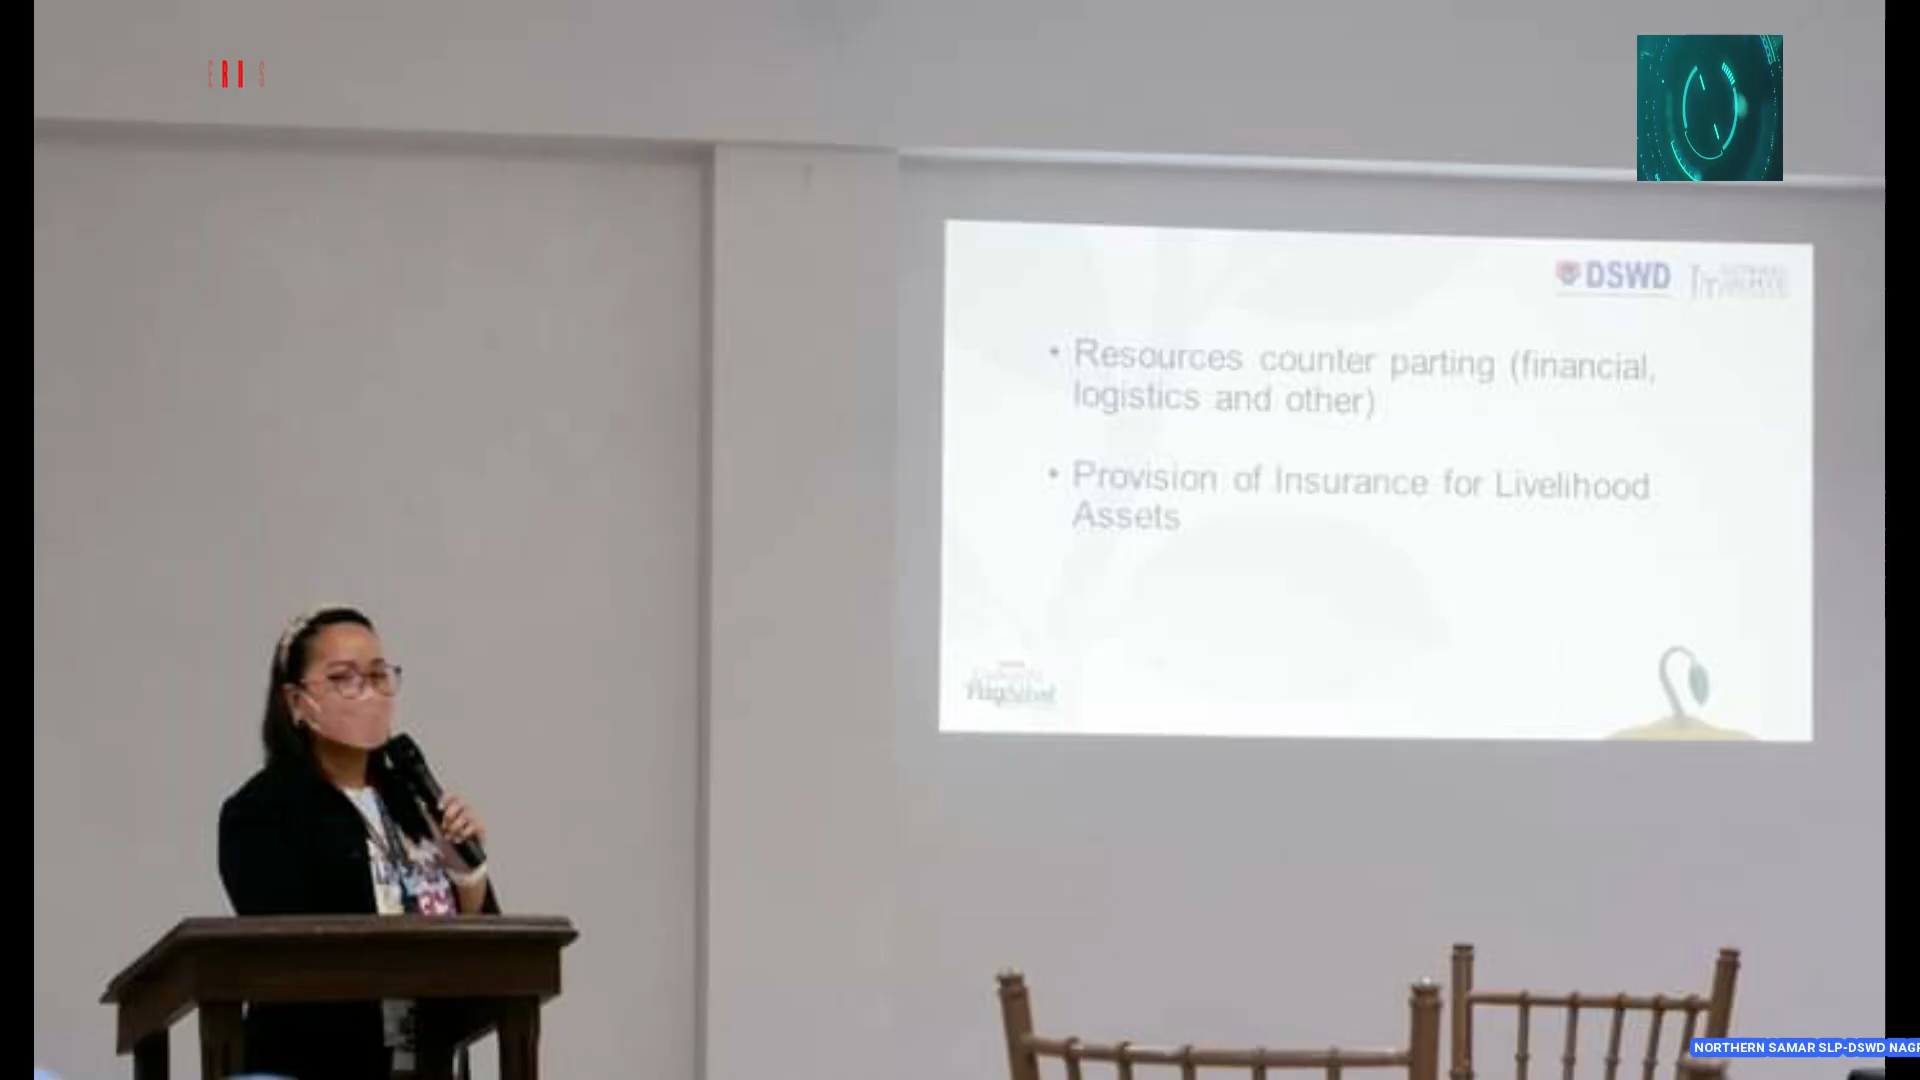 ERNS
DSWD
• Resources counter parting (financial,
logistics and other)
• Provision of Insurance for Livelihood
Assets
NORTHERN SAMAR SLP-DSWD NAG